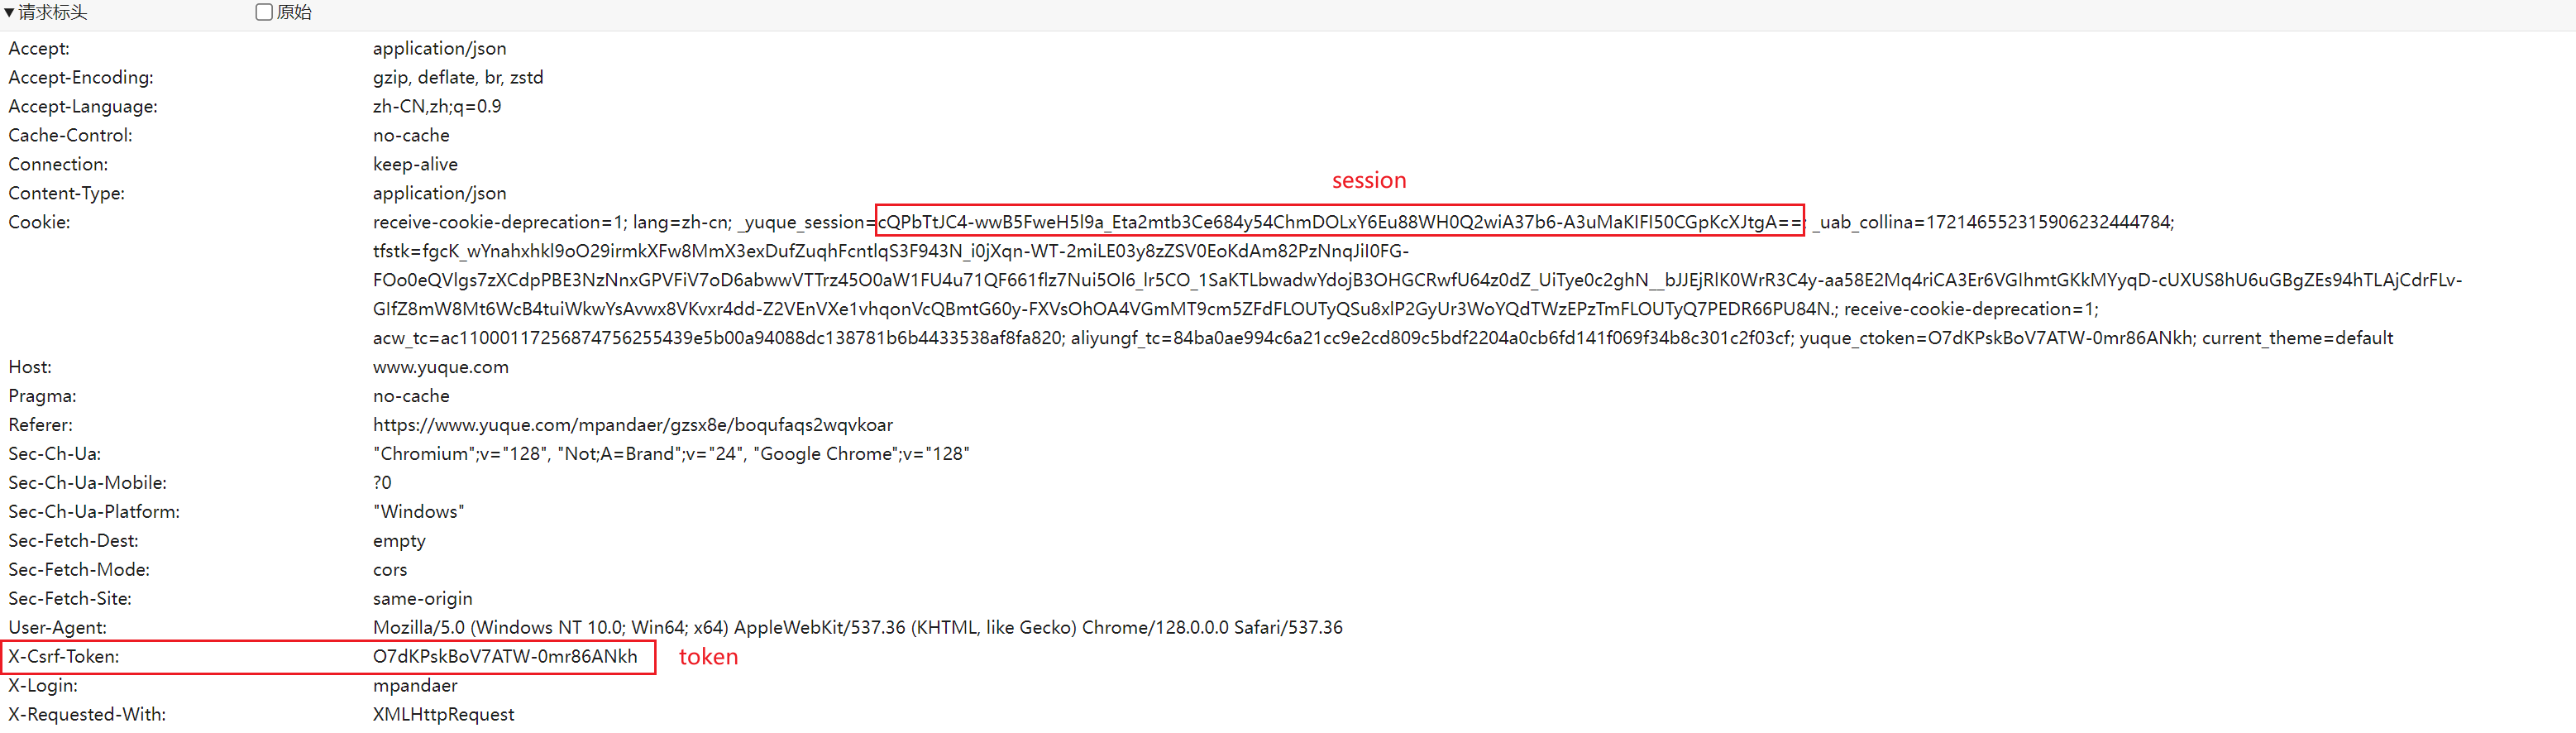 ▼请求标头 原始
Accept: application/json
Accept-Encoding: gzip, deflate, br, zstd
Accept-Language: zh-CN,zh;q=0.9
Cache-Control: no-cache
Connection: keep-alive
Content-Type: application/json
session
Cookie: receive-cookie-deprecation=1; lang=zh-cn; _yuque_session=cQPbTtJC4-wwB5FweH5l9a_Eta2mtb3Ce684y54ChmDOLxY6Eu88WH0Q2wiA37b6-A3uMaKIFI50CGpKcXJtgA==; _uab_collina=172146552315906232444784;
tfstk=fgcK_wYnahxhkl9oO29irmkXFw8MmX3exDufZuqhFcntlqS3F943N_i0jXqn-WT-2miLE03y8zZSV0EoKdAm82PzNnqJiI0FG-
FOo0eQVlgs7zXCdpPBE3NzNnxGPVFiV7oD6abwwVTTrz45O0aW1FU4u71QF661flz7Nui5Ol6_lr5CO_1SaKTLbwadwYdojB3OHGCRwfU64z0dZ_UiTye0c2ghN__bJJEjRlK0WrR3C4y-aa58E2Mq4riCA3Er6VGlhmtGKkMYyqD-cUXUS8hU6uGBgZEs94hTLAjCdrFLv-
GIfZ8mW8Mt6WcB4tuiWkwYsAvwx8VKvxr4dd-Z2VEnVXe1vhqonVcQBmtG60y-FXVsOhOA4VGmMT9cm5ZFdFLOUTyQSu8xlP2GyUr3WoYQdTWzEPzTmFLOUTyQ7PEDR66PU84N.; receive-cookie-deprecation=1;
acw_tc=ac11000117256874756255439e5b00a94088dc138781b6b4433538af8fa820; aliyungf_tc=84ba0ae994c6a21cc9e2cd809c5bdf2204a0cb6fd141f069f34b8c301c2f03cf; yuque_ctoken=O7dKPskBoV7ATW-0mr86ANkh; current_theme=default
Host: www.yuque.com
Pragma: no-cache
Referer: https://www.yuque.com/mpandaer/gzsx8e/boqufaqs2wqvkoar
Sec-Ch-Ua: "Chromium";v="128", "Not;A=Brand";v="24", "Google Chrome";v="128"
Sec-Ch-Ua-Mobile: ?0
Sec-Ch-Ua-Platform: "Windows"
Sec-Fetch-Dest: empty
Sec-Fetch-Mode: cors
Sec-Fetch-Site: same-origin
User-Agent: Mozilla/5.0 (Windows NT 10.0; Win64; x64) AppleWebKit/537.36 (KHTML, like Gecko) Chrome/128.0.0.0 Safari/537.36
X-Csrf-Token: O7dKPskBoV7ATW-0mr86ANkh token
X-Login: mpandaer
X-Requested-With: XMLHttpRequest